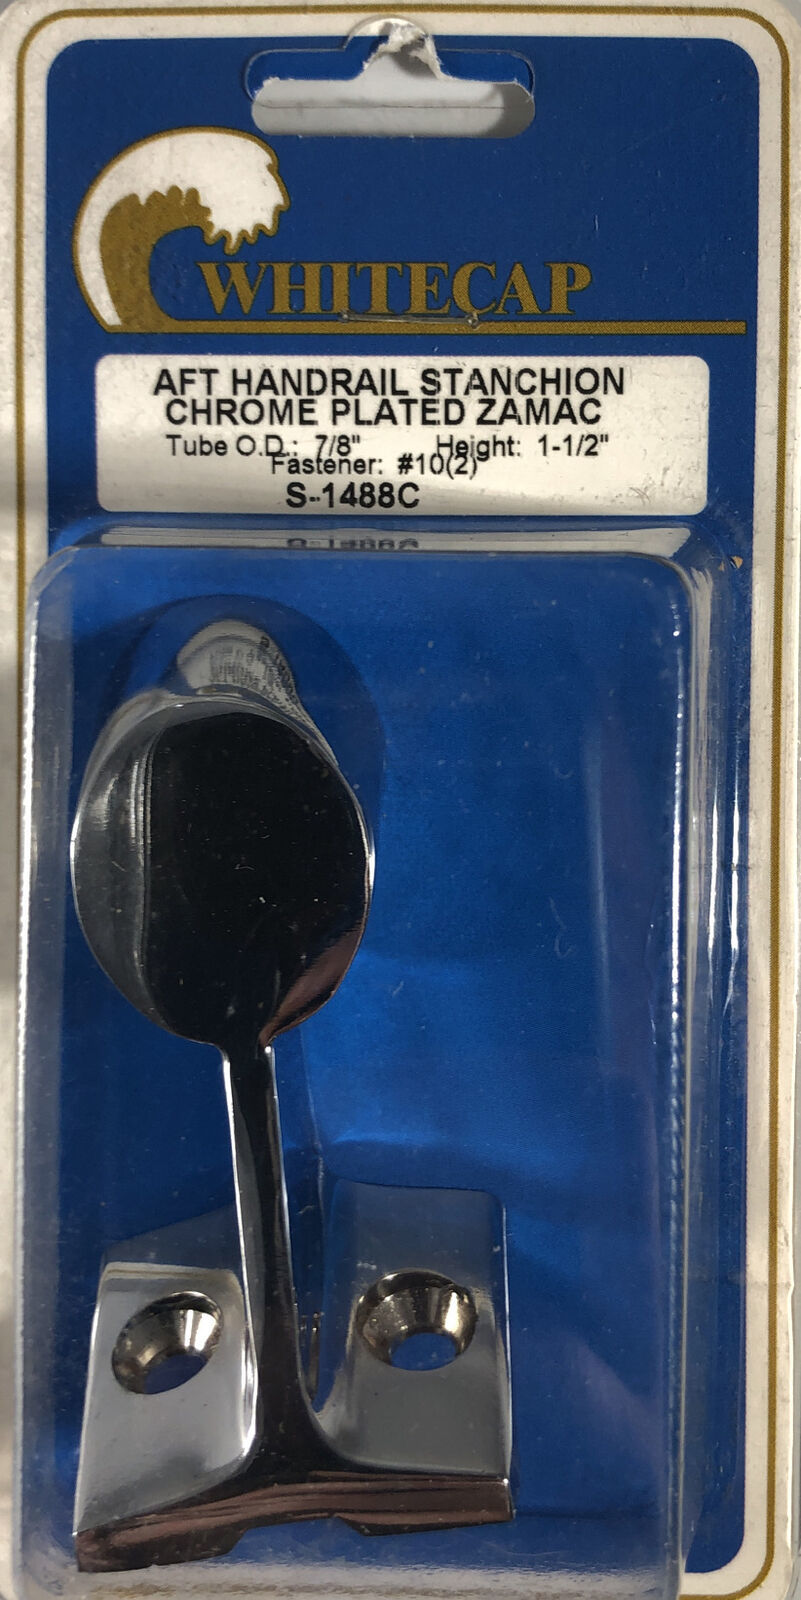 WHITECAP
AFT HANDRAIL STANCHION
CHROME PLATED ZAMAC
Tube O.D.: 7/8" Height: 1-1/2"
Fastener: #10(2)
S-1488C